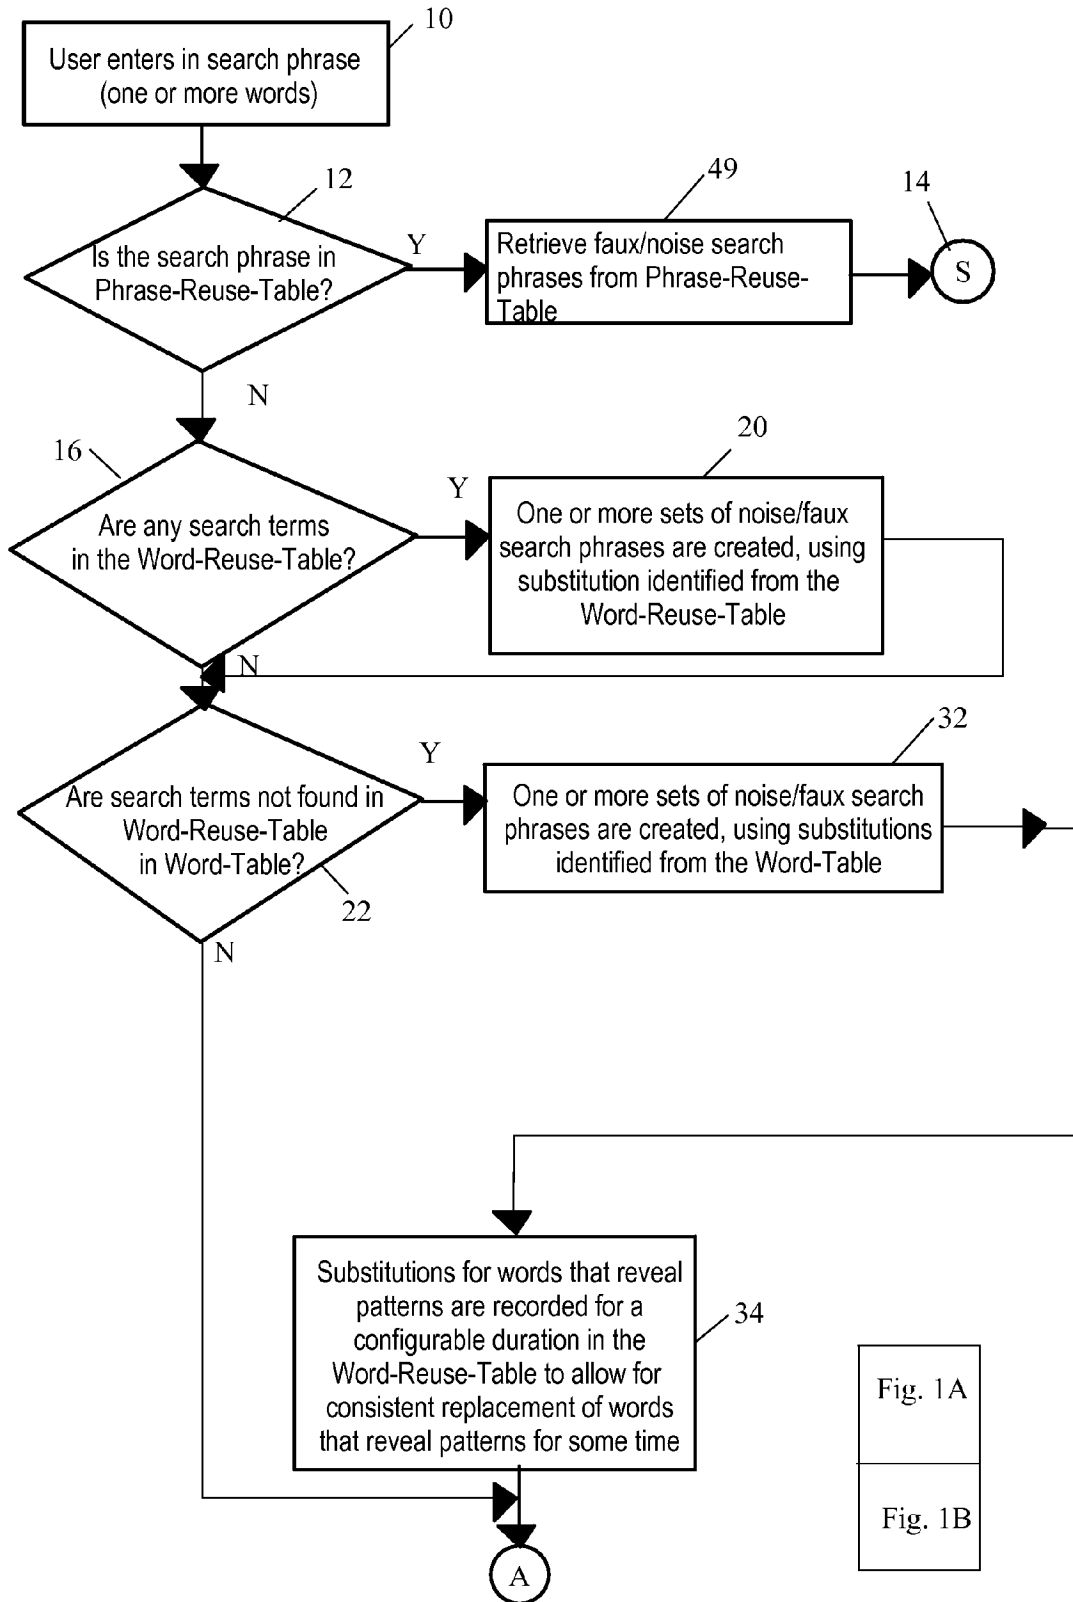 10
User enters in search phrase
(one or more words)
12
49
14
Is the search phrase in
Phrase-Reuse-Table?
Y
Retrieve faux/noise search
phrases from Phrase-Reuse-
Table
S
N
16
20
Are any search terms
in the Word-Reuse-Table?
Y
One or more sets of noise/faux
search phrases are created, using
substitution identified from the
Word-Reuse-Table
N
32
Are search terms not found in
Word-Reuse-Table
in Word-Table?
Y
One or more sets of noise/faux search
phrases are created, using substitutions
identified from the Word-Table
22
N
Substitutions for words that reveal
patterns are recorded for a
configurable duration in the
Word-Reuse-Table to allow for
consistent replacement of words
that reveal patterns for some time
34
Fig. 1A
Fig. 1B
A